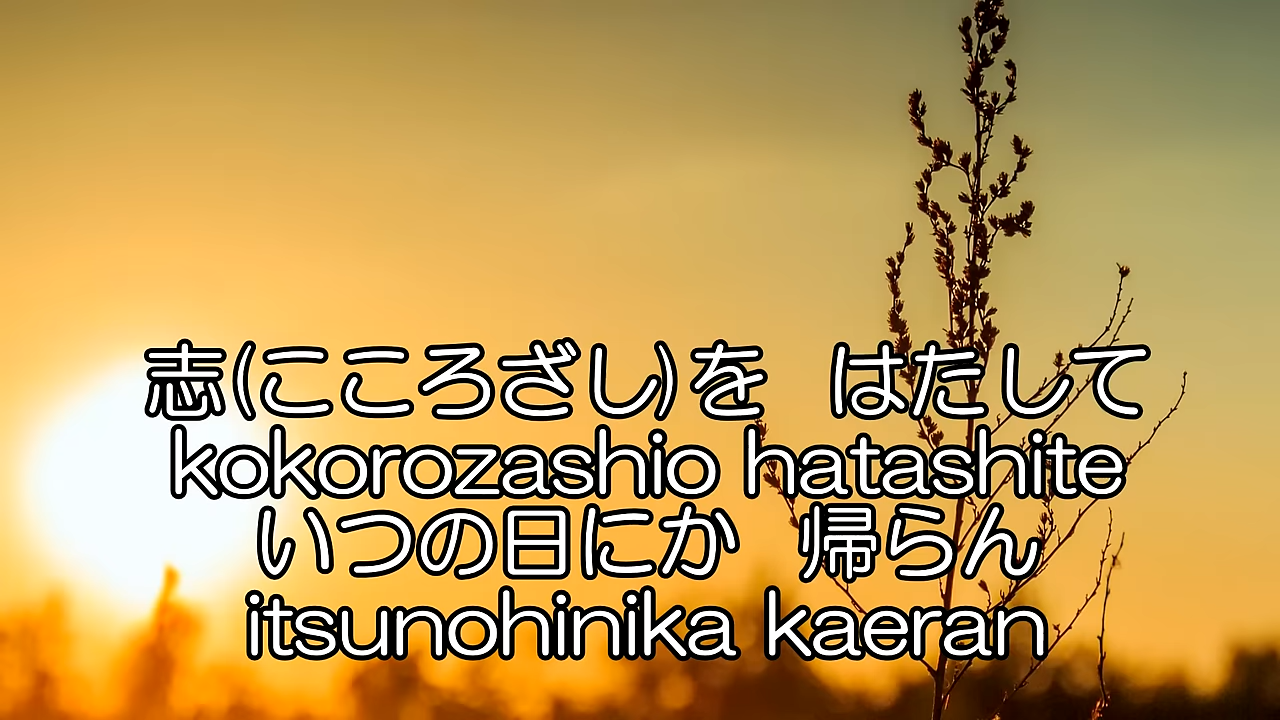 志(こころざし)を　はたして
kokorozashio hatashite
いつの日にか　帰らん
itsunohinika kaeran